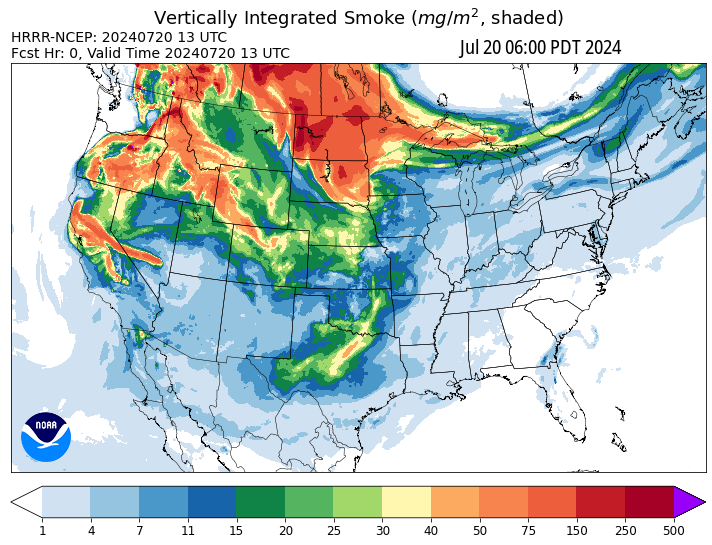 Vertically Integrated Smoke (mg/m², shaded)
HRRR-NCEP: 20240720 13 UTC
Fcst Hr: 0, Valid Time 20240720 13 UTC
Jul 20 06:00 PDT 2024
NOAA
1 4 7 11 15 20 25 30 40 50 75 150 250 500